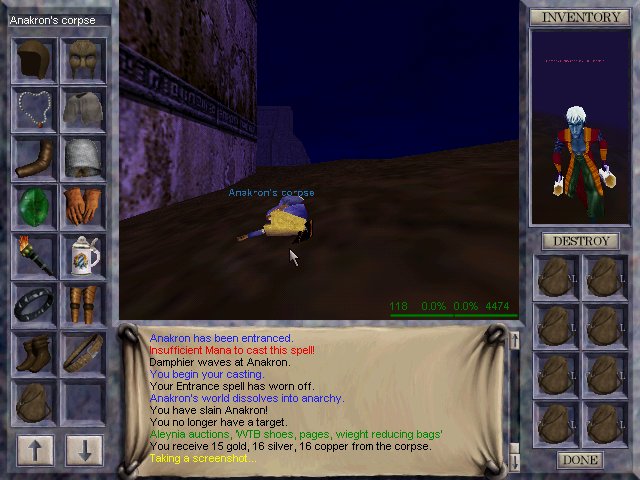 Anakron's corpse
INVENTORY
Anakron's corpse
DESTROY
L
L
L
L
L
L
L
L
118 0.0% 0.0% 4474
Anakron has been entranced.
Insufficient Mana to cast this spell!
Damphier waves at Anakron.
You begin your casting.
Your Entrance spell has worn off.
Anakron's world dissolves into anarchy.
You have slain Anakron!
You no longer have a target.
Aleynia auctions, 'WTB shoes, pages, wieght reducing bags'
You receive 15 gold, 16 silver, 16 copper from the corpse.
Taking a screenshot...
DONE